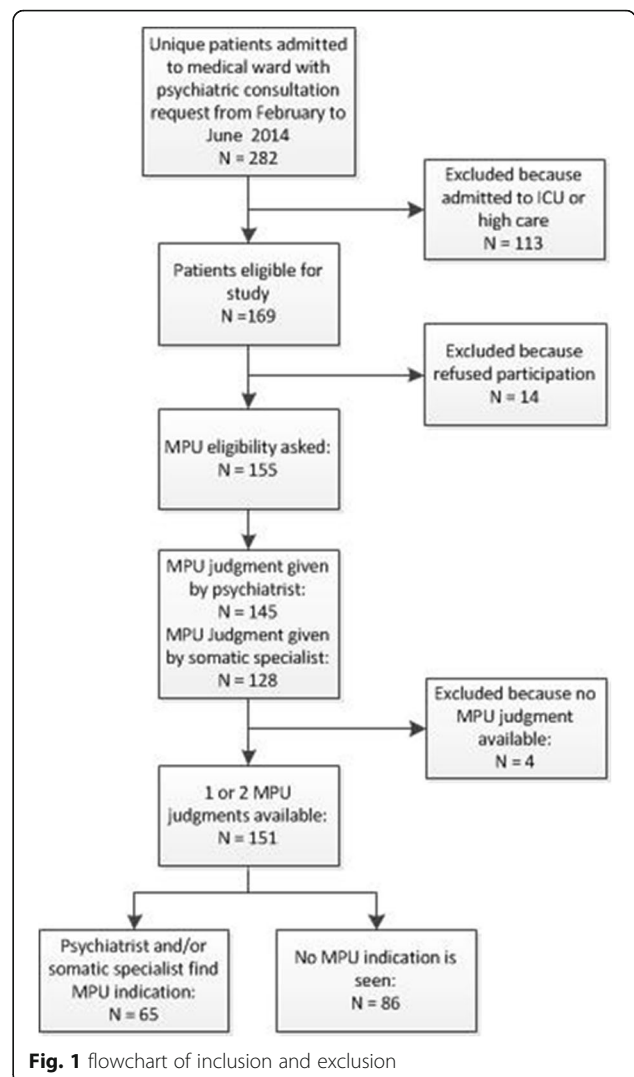 Unique patients admitted
to medical ward with
psychiatric consultation
request from February to
June 2014
N = 282
Excluded because
admitted to ICU or
high care
N = 113
Patients eligible for
study
N =169
Excluded because
refused participation
N = 14
MPU eligibility asked:
N = 155
MPU judgment given
by psychiatrist:
N = 145
MPU Judgment given
by somatic specialist:
N = 128
Excluded because no
MPU judgment
available:
N = 4
1 or 2 MPU
judgments available:
N = 151
Psychiatrist and/or
somatic specialist find
MPU indication:
N = 65
No MPU indication is
seen:
N = 86
Fig. 1 flowchart of inclusion and exclusion